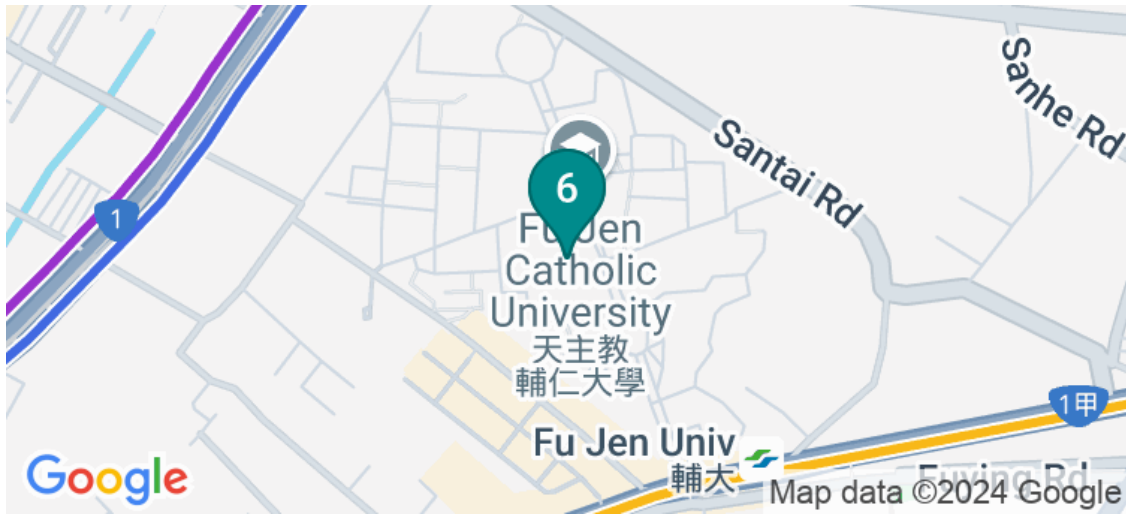 Sanhe Rd
Santai Rd
6
1
Fu Jen
Catholic
University
天主教
輔仁大學
1甲
Fu Jen Univ
輔大
Fuying Rd
Google
Map data ©2024 Google